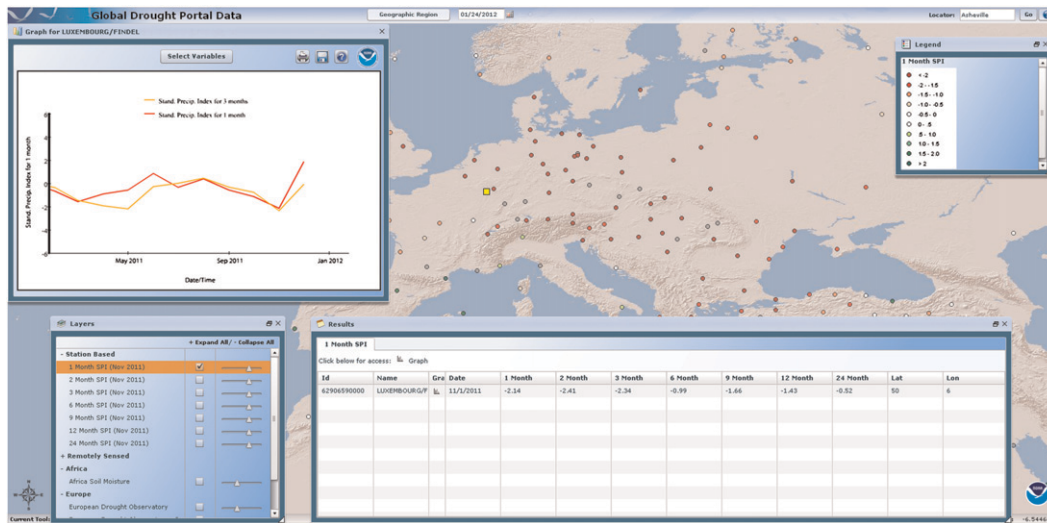 Global Drought Portal Data
Geographic Region
01/24/2012
Locator:
Asheville
Go
Graph for LUXEMBOURG/FINDEL
Select Variables
Stand. Precip. Index for 3 months
Stand. Precip. Index for 1 month
Stand. Precip. Index for 1 month
6
4
2
0
-2
-4
-6
May 2011
Sep 2011
Jan 2012
Date/Time
Legend
1 Month SPI
< -2
-2 - -1.5
-1.5 - -1.0
-1.0 - -0.5
-0.5 - 0
0 - .5
.5 - 1.0
1.0 - 1.5
1.5 - 2.0
> 2
Layers
+ Expand All/ - Collapse All
- Station Based
1 Month SPI (Nov 2011)
2 Month SPI (Nov 2011)
3 Month SPI (Nov 2011)
6 Month SPI (Nov 2011)
9 Month SPI (Nov 2011)
12 Month SPI (Nov 2011)
24 Month SPI (Nov 2011)
+ Remotely Sensed
- Africa
Africa Soil Moisture
- Europe
European Drought Observatory
Current Tool:
Results
1 Month SPI
Click below for access: Graph
Id Name Gra Date 1 Month 2 Month 3 Month 6 Month 9 Month 12 Month 24 Month Lat Lon
62906590000 LUXEMBOURG/F 11/1/2011 -2.14 -2.41 -2.34 -0.99 -1.66 -1.43 -0.52 50 6